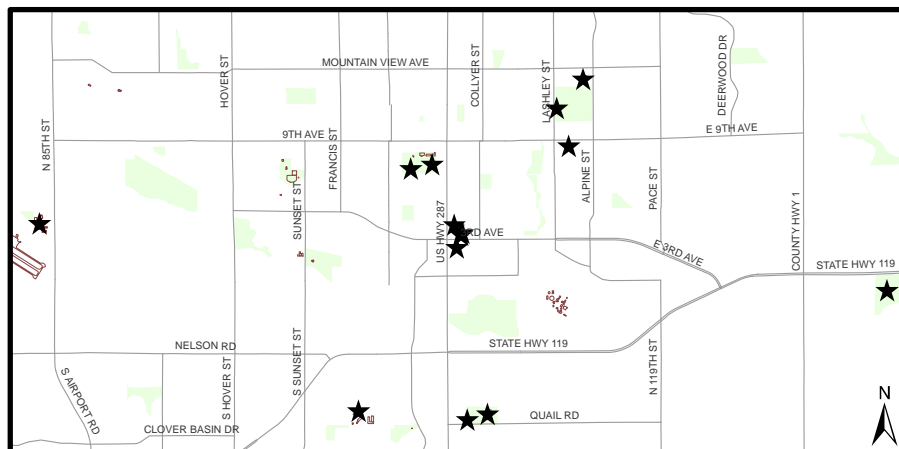 MOUNTAIN VIEW AVE
HOVER ST
COLLYER ST
LASHLEY ST
DEERWOOD DR
9TH AVE
E 9TH AVE
N 85TH ST
FRANCIS ST
SUNSET ST
ALPINE ST
PACE ST
US HWY 287
RD AVE
E 3RD AVE
COUNTY HWY 1
STATE HWY 119
NELSON RD
STATE HWY 119
S AIRPORT RD
S HOVER ST
S SUNSET ST
N 119TH ST
QUAIL RD
CLOVER BASIN DR
N